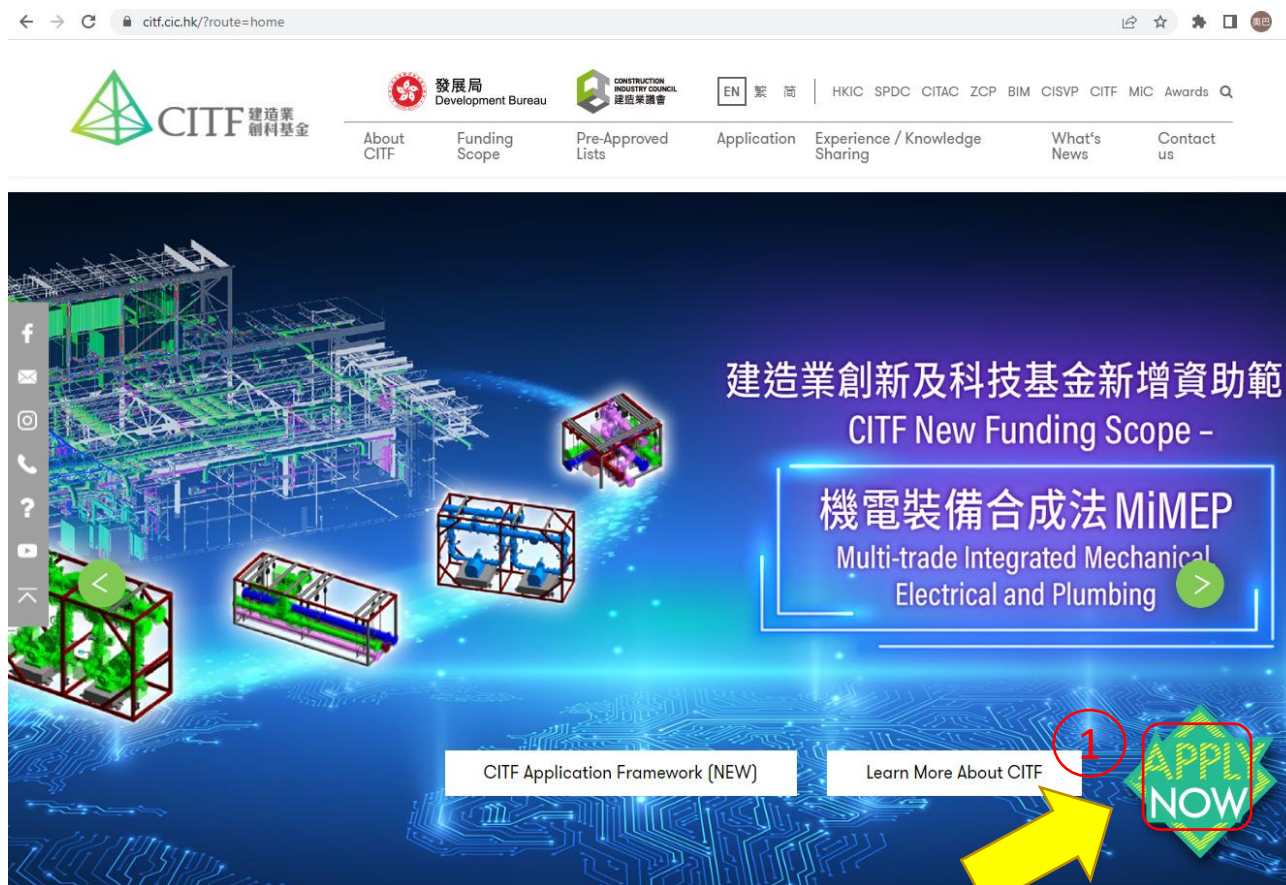 citf.cic.hk/?route=home
奧巴
CITF 建造業
創科基金
發展局
Development Bureau
CONSTRUCTION
INDUSTRY COUNCIL
建造業議會
EN 繁 简 HKIC SPDC CITAC ZCP BIM CISVP CITF MiC Awards
About CITF
Funding Scope
Pre-Approved Lists
Application
Experience / Knowledge Sharing
What's News
Contact us
建造業創新及科技基金新增資助範
CITF New Funding Scope –
機電裝備合成法 MiMEP
Multi-trade Integrated Mechanical,
Electrical and Plumbing
CITF Application Framework (NEW)
Learn More About CITF
1
APPLY
NOW